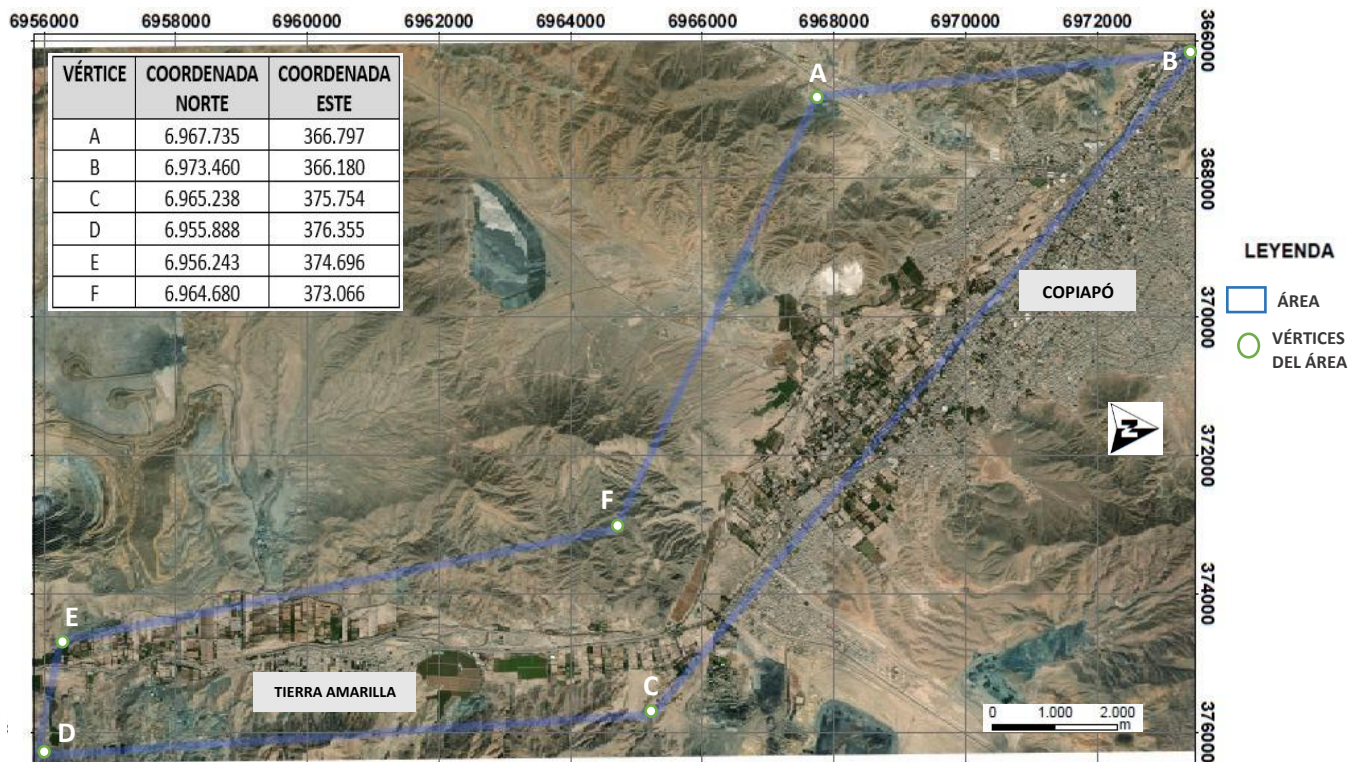 6956000 6958000 6960000 6962000 6964000 6966000 6968000 6970000 6972000
366000
368000
370000
372000
374000
376000
VÉRTICE COORDENADA NORTE COORDENADA ESTE
A 6.967.735 366.797
B 6.973.460 366.180
C 6.965.238 375.754
D 6.955.888 376.355
E 6.956.243 374.696
F 6.964.680 373.066
A
B
COPIAPÓ
LEYENDA
ÁREA
VÉRTICES
DEL ÁREA
Z
F
E
TIERRA AMARILLA
C
D
0 1.000 2.000
m